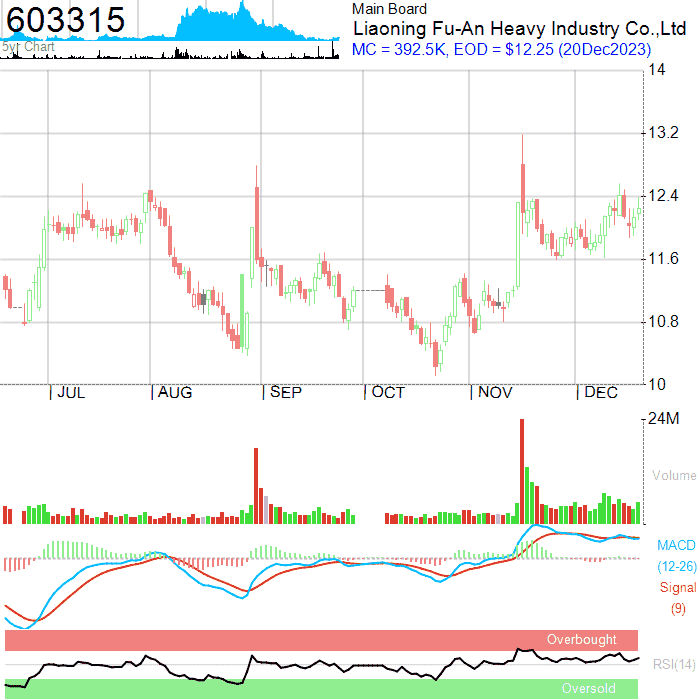 603315
5yr Chart
Main Board
Liaoning Fu-An Heavy Industry Co.,Ltd
MC = 392.5K, EOD = $12.25 (20Dec2023)
14
13.2
12.4
11.6
10.8
10
JUL AUG SEP OCT NOV DEC
24M
Volume
MACD
(12-26)
Signal
(9)
Overbought
RSI(14)
Oversold